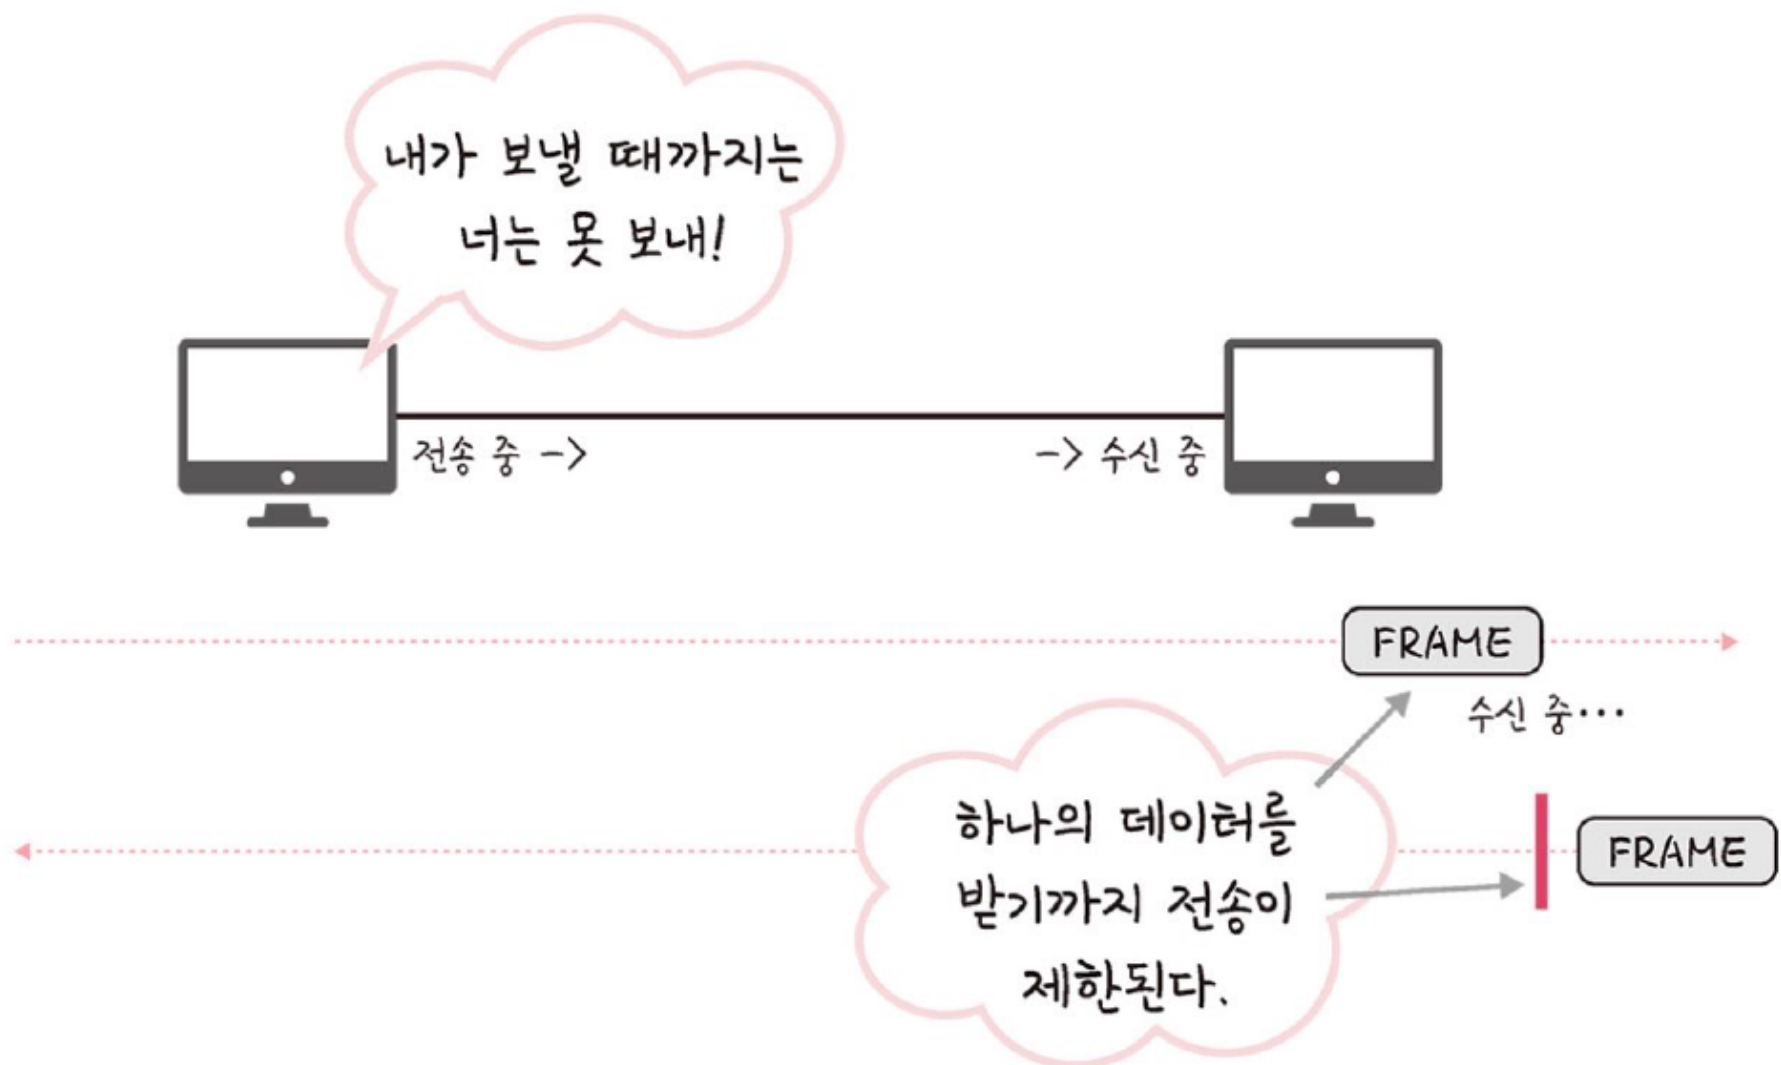 내가 보낼 때까지는
너는 못 보내!
전송 중 ->
-> 수신 중
FRAME
수신 중···
하나의 데이터를
받기까지 전송이
제한된다.
FRAME